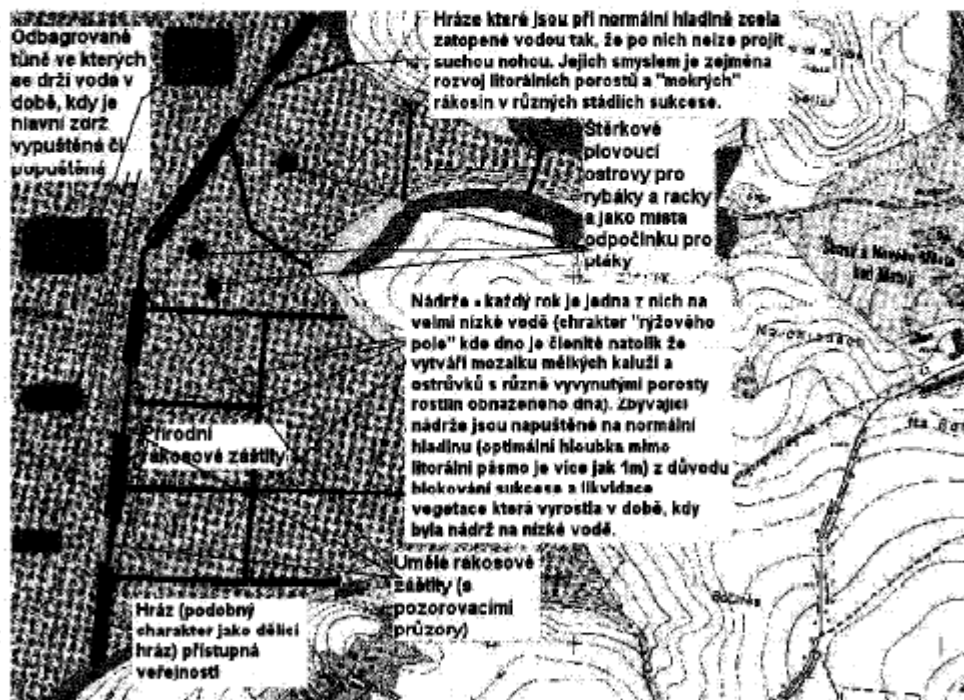 Odbagrované
tůně ve kterých
se drží voda v
době, kdy je
hlavní zdrž
vypuštěná či
popuštěná
Hráze které jsou při normální hladině zcela
zatopené vodou tak, že po nich nelze projít
suchou nohou. Jejich smyslem je zejména
rozvoj litorálních porostů a "mokrých"
rákosin v různých stádiích sukcese.
Štěrkové
plovoucí
ostrovy pro
rybáky a racky
a jako místa
odpočinku pro
ptáky
Nádrže - každý rok je jedna z nich na
velmi nízké vodě (chrakter "rýžového
pole" kde dno je členité natolik že
vytváří mozaiku mělkých kaluží a
ostrůvků s různě vyvynutými porosty
rostlin obnaženého dna). Zbývající
nádrže jsou napuštěné na normální
hladinu (optimální hloubka mimo
litorální pásmo je více jak 1m) z důvodu
blokování sukcese a likvidace
vegetace která vyrostla v době, kdy
byla nádrž na nízké vodě.
Přírodní
rákosové záštity
Umělé rákosové
záštity (s
pozorovacími
průzory)
Hráz (podobný
charakter jako dělící
hráz) přístupná
veřejnosti